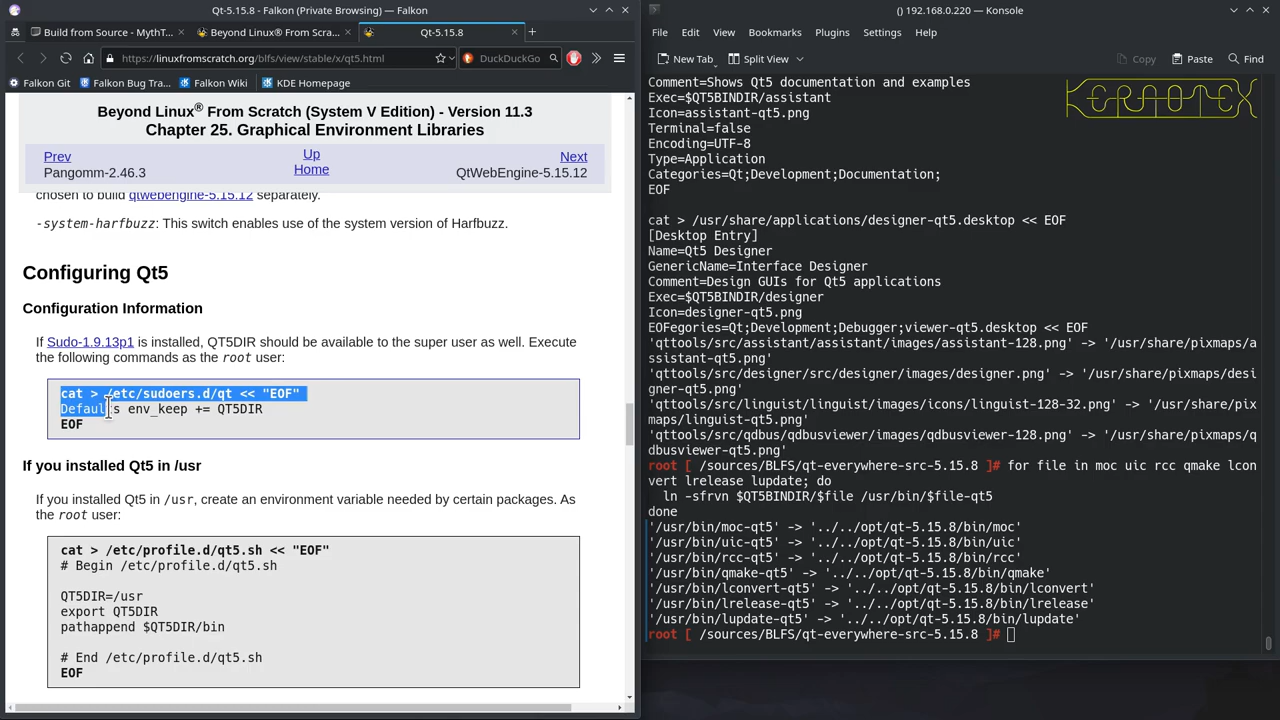 Qt-5.15.8 - Falkon (Private Browsing) — Falkon
Build from Source - MythT...
Beyond Linux® From Scra...
Qt-5.15.8
https://linuxfromscratch.org/blfs/view/stable/x/qt5.html
DuckDuckGo
Falkon Git
Falkon Bug Tra...
Falkon Wiki
KDE Homepage
Beyond Linux® From Scratch (System V Edition) - Version 11.3
Chapter 25. Graphical Environment Libraries
Prev
Up
Next
Pangomm-2.46.3
Home
QtWebEngine-5.15.12
chosen to build qtwebengine-5.15.12 separately.
-system-harfbuzz: This switch enables use of the system version of Harfbuzz.
Configuring Qt5
Configuration Information
If Sudo-1.9.13p1 is installed, QT5DIR should be available to the super user as well. Execute
the following commands as the root user:
cat > /etc/sudoers.d/qt << "EOF"
Defaults env_keep += QT5DIR
EOF
If you installed Qt5 in /usr
If you installed Qt5 in /usr, create an environment variable needed by certain packages. As
the root user:
cat > /etc/profile.d/qt5.sh << "EOF"
# Begin /etc/profile.d/qt5.sh
QT5DIR=/usr
export QT5DIR
pathappend $QT5DIR/bin
# End /etc/profile.d/qt5.sh
EOF
() 192.168.0.220 — Konsole
File Edit View Bookmarks Plugins Settings Help
New Tab
Split View
Copy
Paste
Find
KERAOTEX
Comment=Shows Qt5 documentation and examples
Exec=$QT5BINDIR/assistant
Icon=assistant-qt5.png
Terminal=false
Encoding=UTF-8
Type=Application
Categories=Qt;Development;Documentation;
EOF
cat > /usr/share/applications/designer-qt5.desktop << EOF
[Desktop Entry]
Name=Qt5 Designer
GenericName=Interface Designer
Comment=Design GUIs for Qt5 applications
Exec=$QT5BINDIR/designer
Icon=designer-qt5.png
EOFegories=Qt;Development;Debugger;viewer-qt5.desktop << EOF
'qttools/src/assistant/assistant/images/assistant-128.png' -> '/usr/share/pixmaps/a
ssistant-qt5.png'
'qttools/src/designer/src/designer/images/designer.png' -> '/usr/share/pixmaps/desi
gner-qt5.png'
'qttools/src/linguist/linguist/images/icons/linguist-128-32.png' -> '/usr/share/pix
maps/linguist-qt5.png'
'qttools/src/qdbus/qdbusviewer/images/qdbusviewer-128.png' -> '/usr/share/pixmaps/q
dbusviewer-qt5.png'
root [ /sources/BLFS/qt-everywhere-src-5.15.8 ]# for file in moc uic rcc qmake lcon
vert lrelease lupdate; do
ln -sfrvn $QT5BINDIR/$file /usr/bin/$file-qt5
done
'/usr/bin/moc-qt5' -> '../../opt/qt-5.15.8/bin/moc'
'/usr/bin/uic-qt5' -> '../../opt/qt-5.15.8/bin/uic'
'/usr/bin/rcc-qt5' -> '../../opt/qt-5.15.8/bin/rcc'
'/usr/bin/qmake-qt5' -> '../../opt/qt-5.15.8/bin/qmake'
'/usr/bin/lconvert-qt5' -> '../../opt/qt-5.15.8/bin/lconvert'
'/usr/bin/lrelease-qt5' -> '../../opt/qt-5.15.8/bin/lrelease'
'/usr/bin/lupdate-qt5' -> '../../opt/qt-5.15.8/bin/lupdate'
root [ /sources/BLFS/qt-everywhere-src-5.15.8 ]#